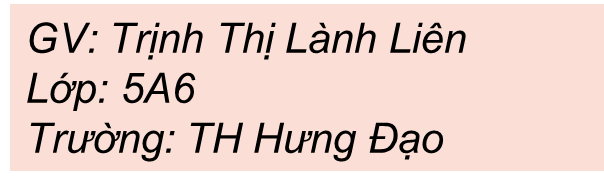 GV: Trịnh Thị Lành Liên
Lớp: 5A6
Trường: TH Hưng Đạo